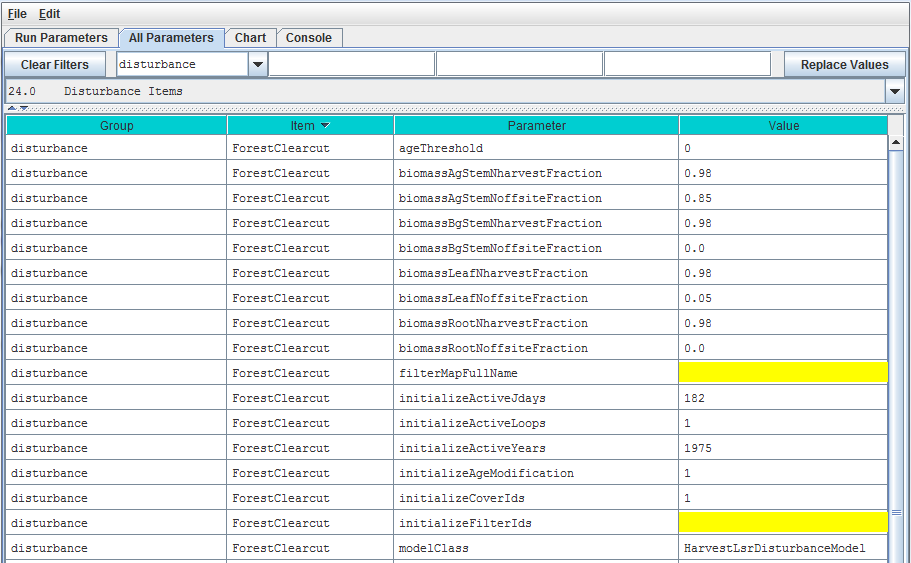 File Edit
Run Parameters All Parameters Chart Console
Clear Filters disturbance Replace Values
24.0 Disturbance Items
Group Item Parameter Value
disturbance ForestClearcut ageThreshold 0
disturbance ForestClearcut biomassAgStemNharvestFraction 0.98
disturbance ForestClearcut biomassAgStemNoffsiteFraction 0.85
disturbance ForestClearcut biomassBgStemNharvestFraction 0.98
disturbance ForestClearcut biomassBgStemNoffsiteFraction 0.0
disturbance ForestClearcut biomassLeafNharvestFraction 0.98
disturbance ForestClearcut biomassLeafNoffsiteFraction 0.05
disturbance ForestClearcut biomassRootNharvestFraction 0.98
disturbance ForestClearcut biomassRootNoffsiteFraction 0.0
disturbance ForestClearcut filterMapFullName
disturbance ForestClearcut initializeActiveJdays 182
disturbance ForestClearcut initializeActiveLoops 1
disturbance ForestClearcut initializeActiveYears 1975
disturbance ForestClearcut initializeAgeModification 1
disturbance ForestClearcut initializeCoverIds 1
disturbance ForestClearcut initializeFilterIds
disturbance ForestClearcut modelClass HarvestLsrDisturbanceModel